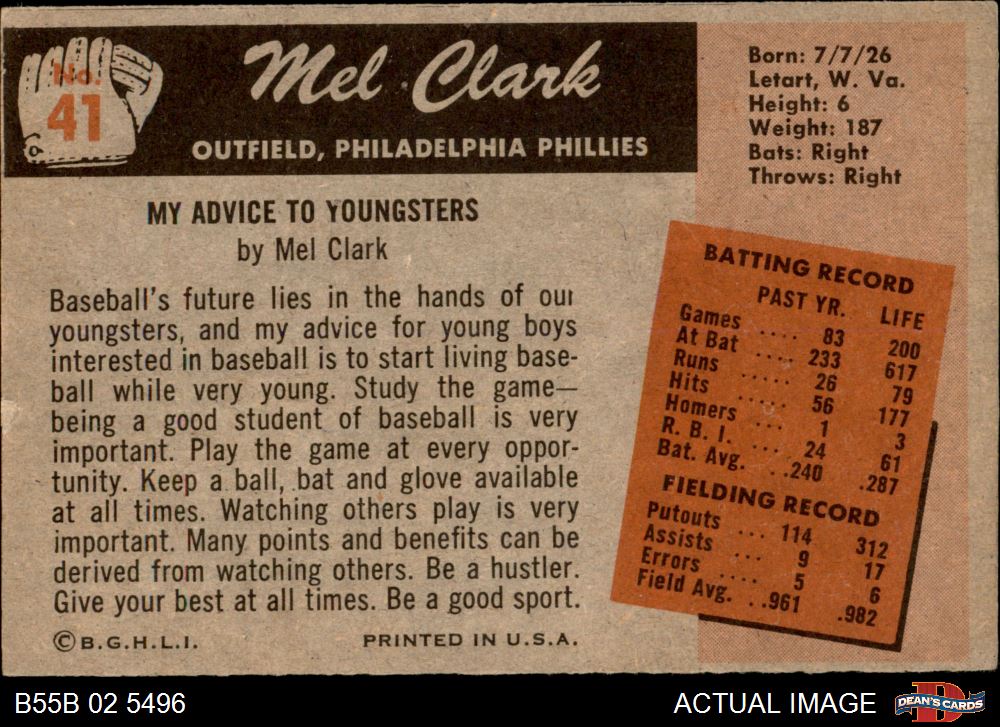 No.
41
Mel Clark
OUTFIELD, PHILADELPHIA PHILLIES
Born: 7/7/26
Letart, W. Va.
Height: 6
Weight: 187
Bats: Right
Throws: Right
MY ADVICE TO YOUNGSTERS
by Mel Clark
Baseball's future lies in the hands of our
youngsters, and my advice for young boys
interested in baseball is to start living base-
ball while very young. Study the game—
being a good student of baseball is very
important. Play the game at every oppor-
tunity. Keep a ball, bat and glove available
at all times. Watching others play is very
important. Many points and benefits can be
derived from watching others. Be a hustler.
Give your best at all times. Be a good sport.
© B.G.H.L.I. PRINTED IN U.S.A.
BATTING RECORD
PAST YR. LIFE
Games .... 83 200
At Bat .... 233 617
Runs ..... 26 79
Hits ..... 56 177
Homers ... 1 3
R. B. I. .... 24 61
Bat. Avg. .240 .287
FIELDING RECORD
Putouts ... 114 312
Assists ... 9 17
Errors .... 5 6
Field Avg. ..961 .982
B55B 02 5496 ACTUAL IMAGE
D
DEAN'S CARDS